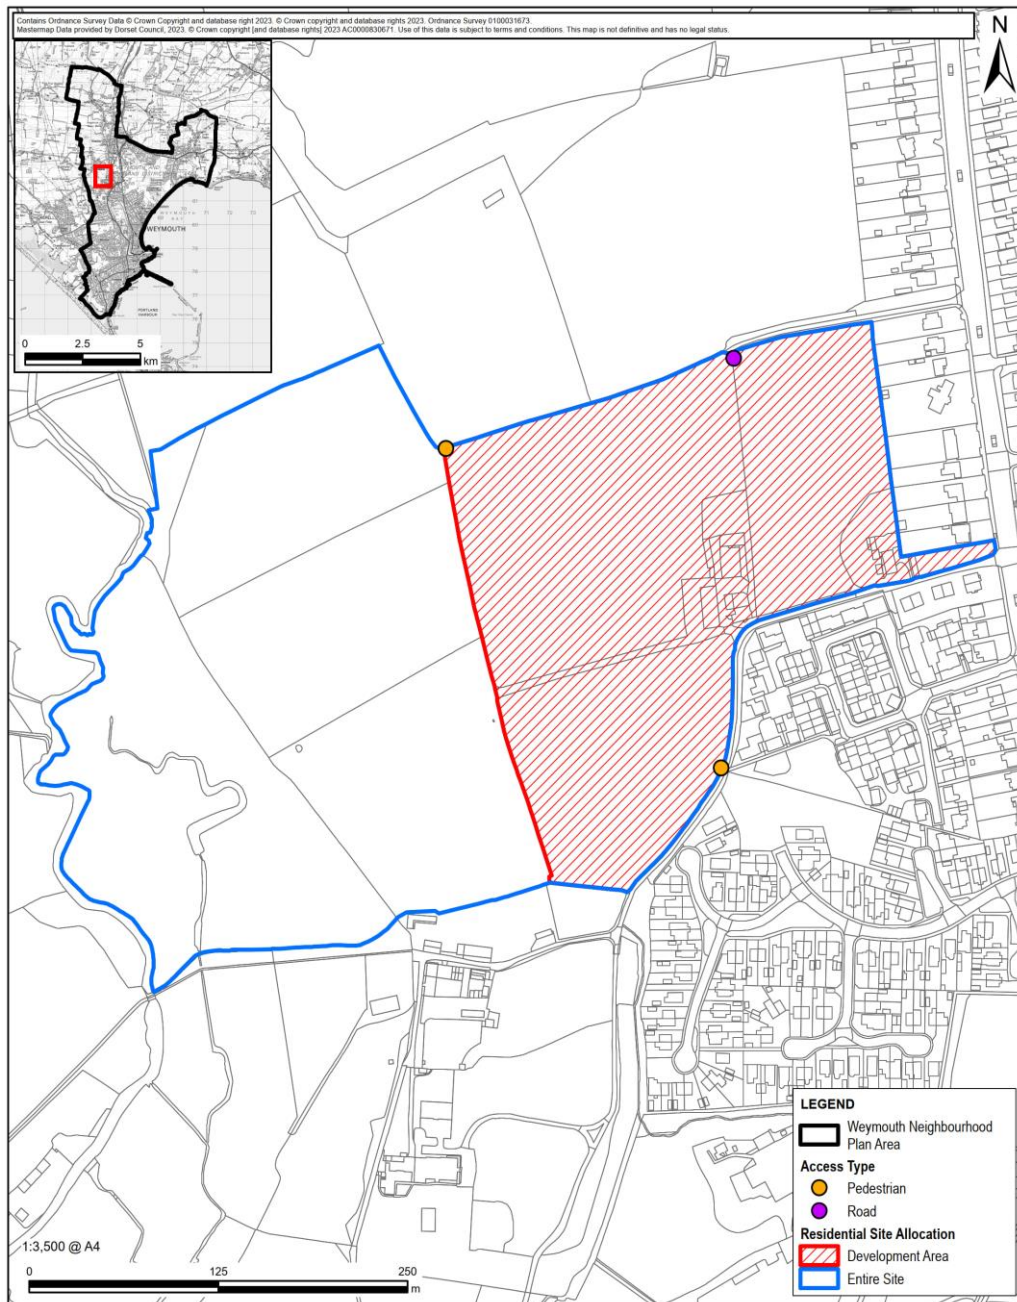 Contains Ordnance Survey Data © Crown Copyright and database right 2023. © Crown copyright and database rights 2023. Ordnance Survey 0100031673.
Mastermap Data provided by Dorset Council, 2023. © Crown copyright [and database rights] 2023 AC0000830671. Use of this data is subject to terms and conditions. This map is not definitive and has no legal status.
N
WEYMOUTH
PORTLAND
HARBOUR
0 2.5 5
km
LEGEND
Weymouth Neighbourhood
Plan Area
Access Type
Pedestrian
Road
Residential Site Allocation
Development Area
Entire Site
1:3,500 @ A4
0 125 250
m